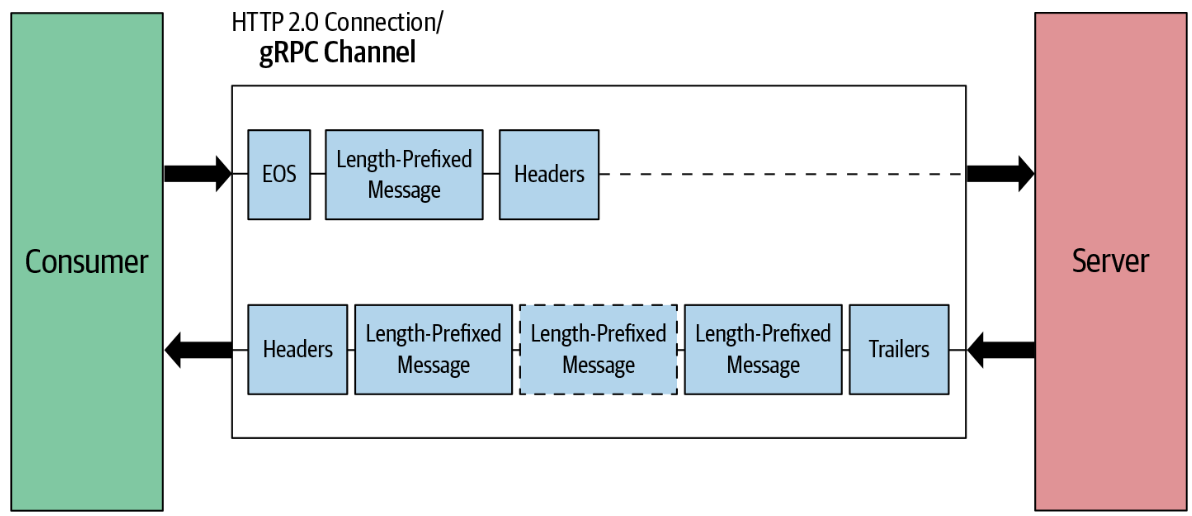 HTTP 2.0 Connection/
gRPC Channel
Consumer
EOS
Length-Prefixed
Message
Headers
Server
Headers
Length-Prefixed
Message
Length-Prefixed
Message
Length-Prefixed
Message
Trailers